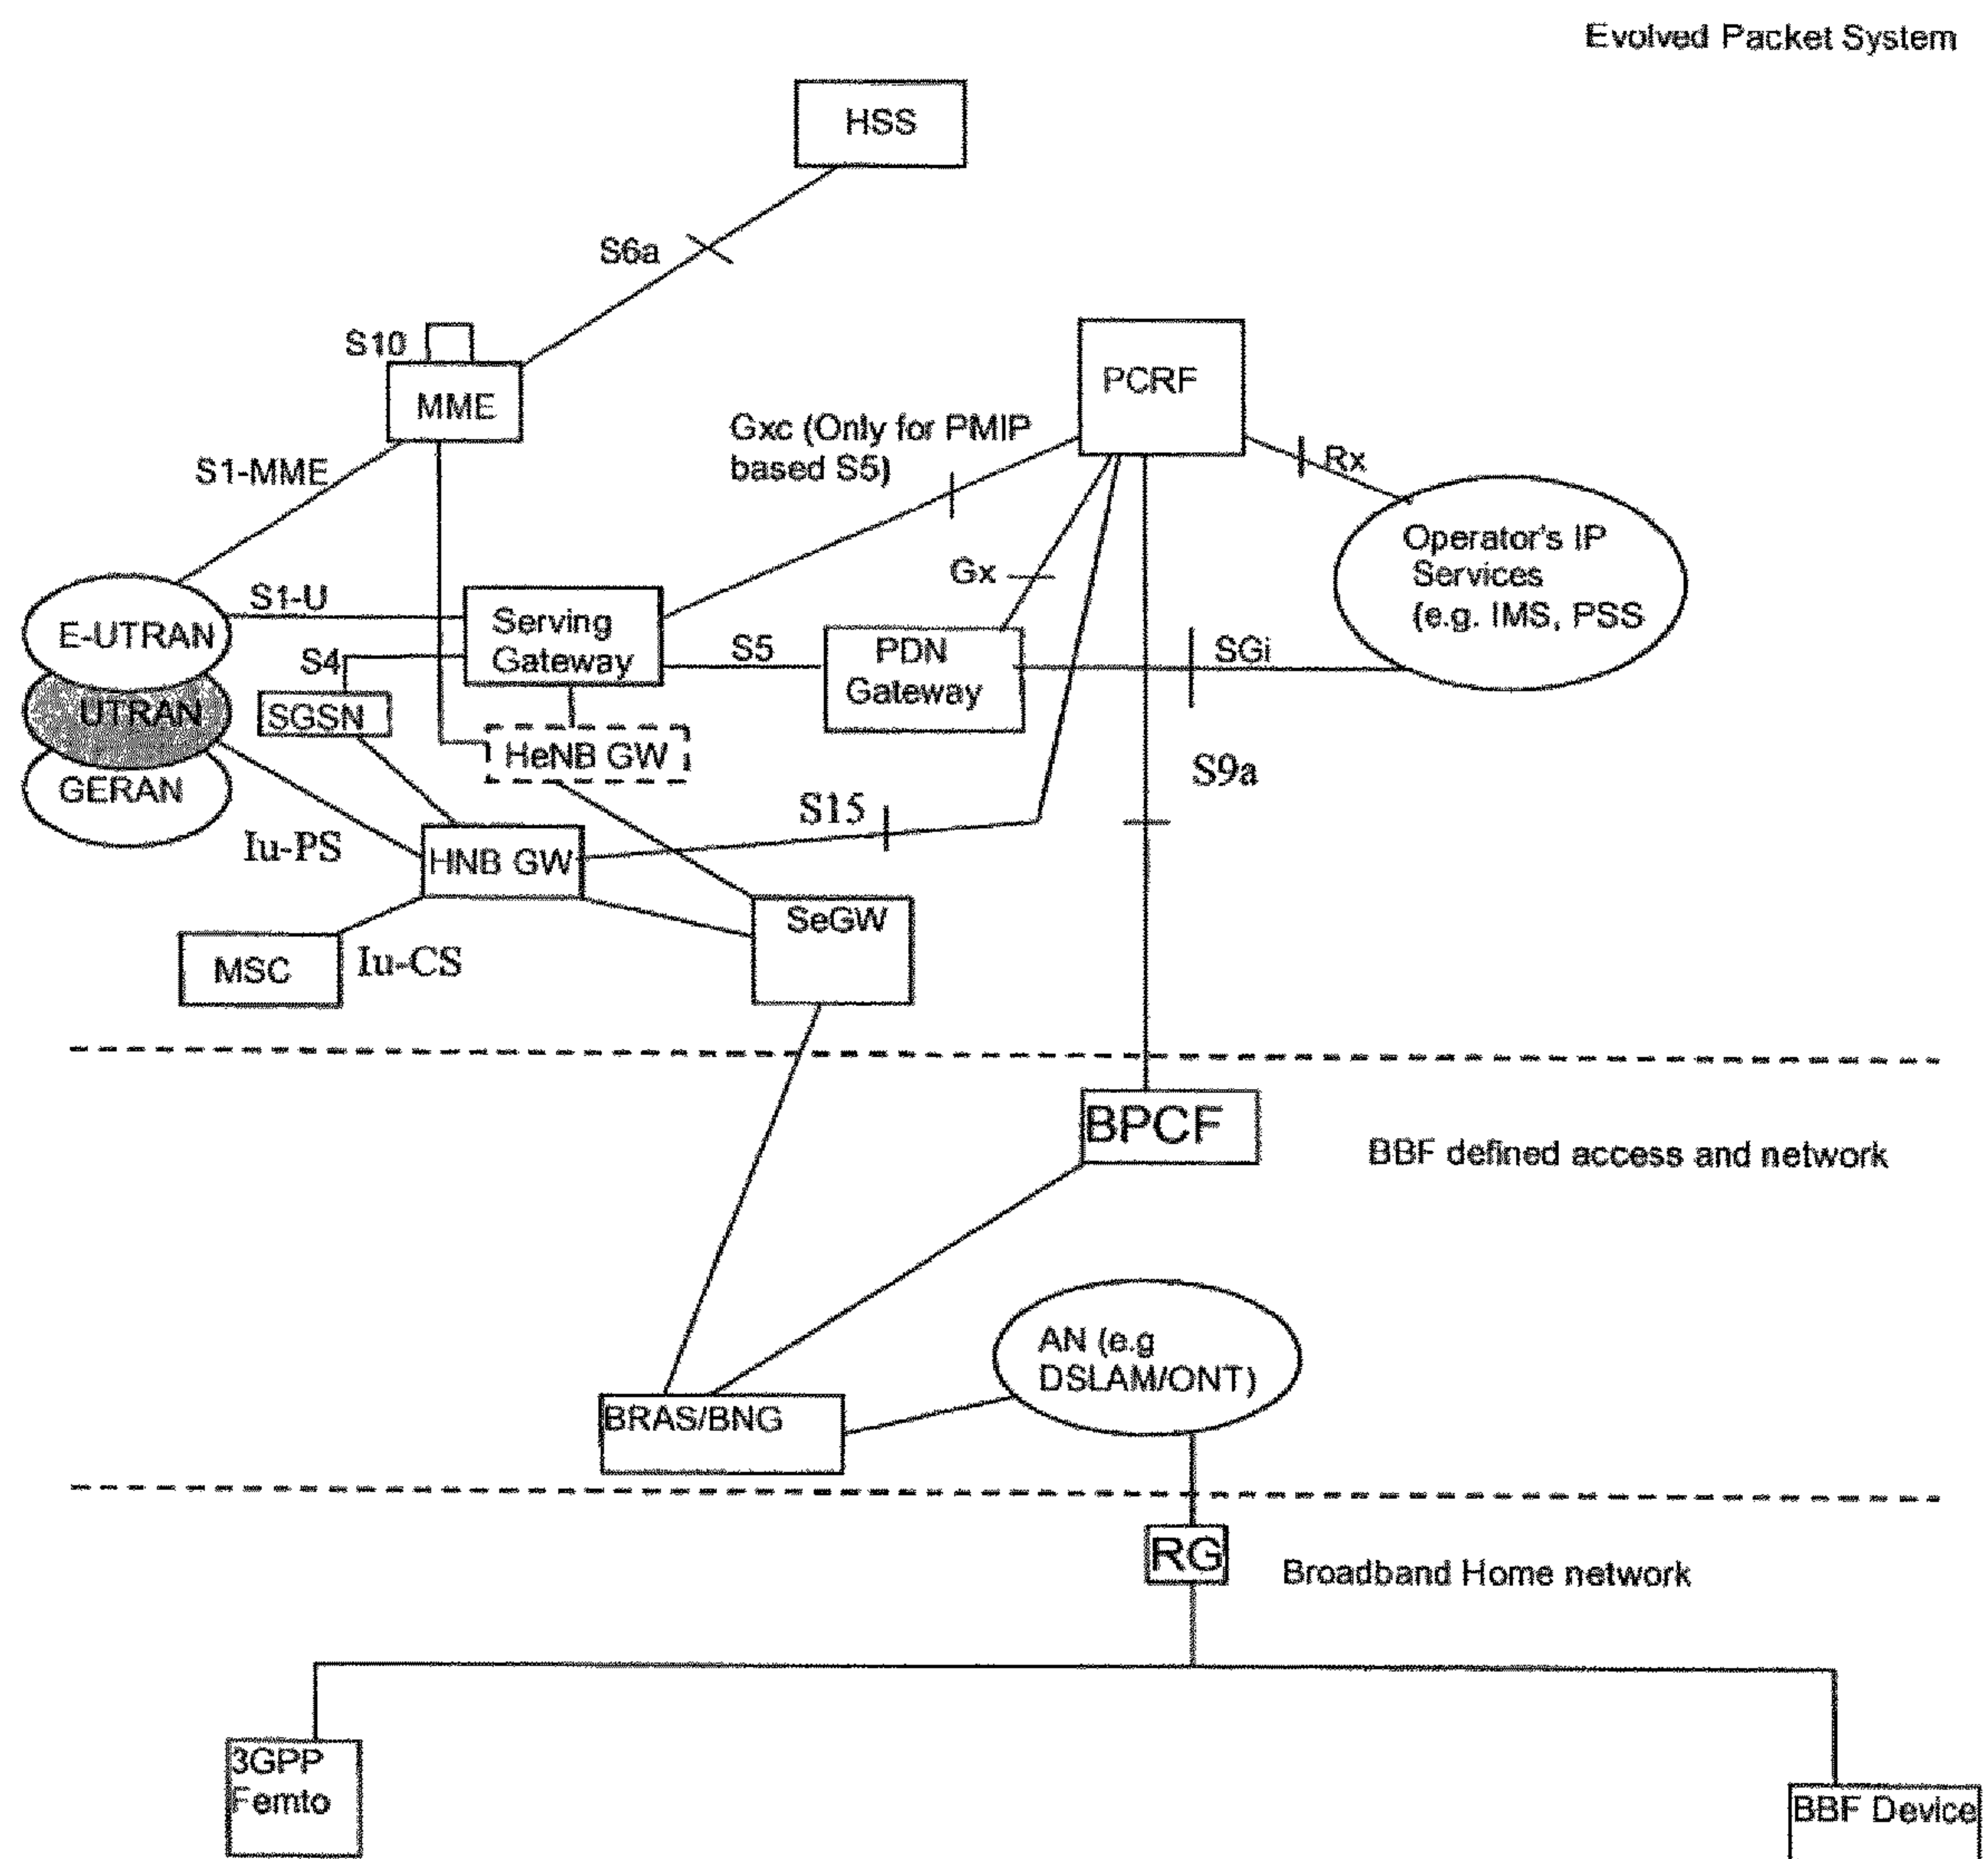 Evolved Packet System
HSS
S6a
S10
MME
PCRF
Gxc (Only for PMIP
based S5)
Rx
S1-MME
Operator's IP
Services
(e.g. IMS, PSS
Gx
S1-U
E-UTRAN
Serving
Gateway
S4
S5
PDN
Gateway
SGi
UTRAN
SGSN
HeNB GW
S9a
GERAN
S15
Iu-PS
HNB GW
SeGW
MSC
Iu-CS
BPCF
BBF defined access and network
AN (e.g
DSLAM/ONT)
BRAS/BNG
RG
Broadband Home network
3GPP
Femto
BBF Device